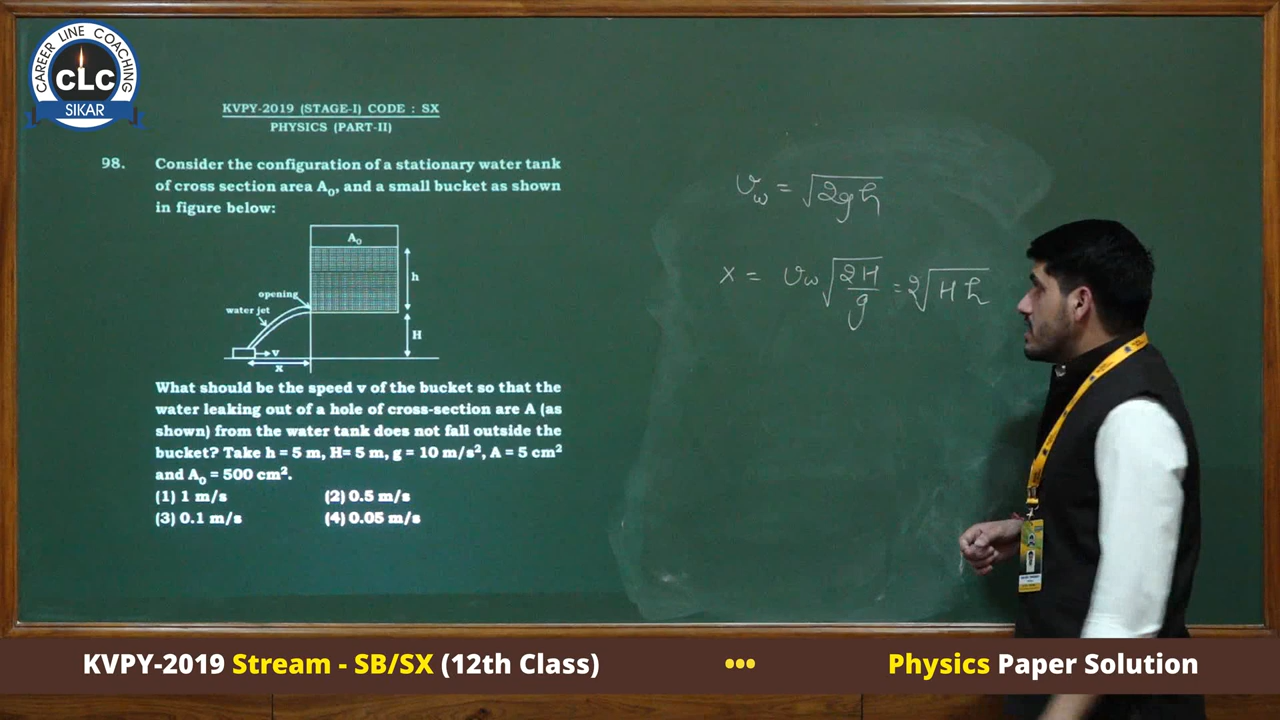 CAREER LINE COACHING
CLC
SIKAR
KVPY-2019 (STAGE-I) CODE : SX
PHYSICS (PART-II)
98. Consider the configuration of a stationary water tank
of cross section area A₀, and a small bucket as shown
in figure below:
A₀
h
opening
water jet
H
v
x
What should be the speed v of the bucket so that the
water leaking out of a hole of cross-section are A (as
shown) from the water tank does not fall outside the
bucket? Take h = 5 m, H= 5 m, g = 10 m/s², A = 5 cm²
and A₀ = 500 cm².
(1) 1 m/s (2) 0.5 m/s
(3) 0.1 m/s (4) 0.05 m/s
v_w = √2gh
x = v_w √2H/g = 2√Hh
KVPY-2019 Stream - SB/SX (12th Class) ••• Physics Paper Solution